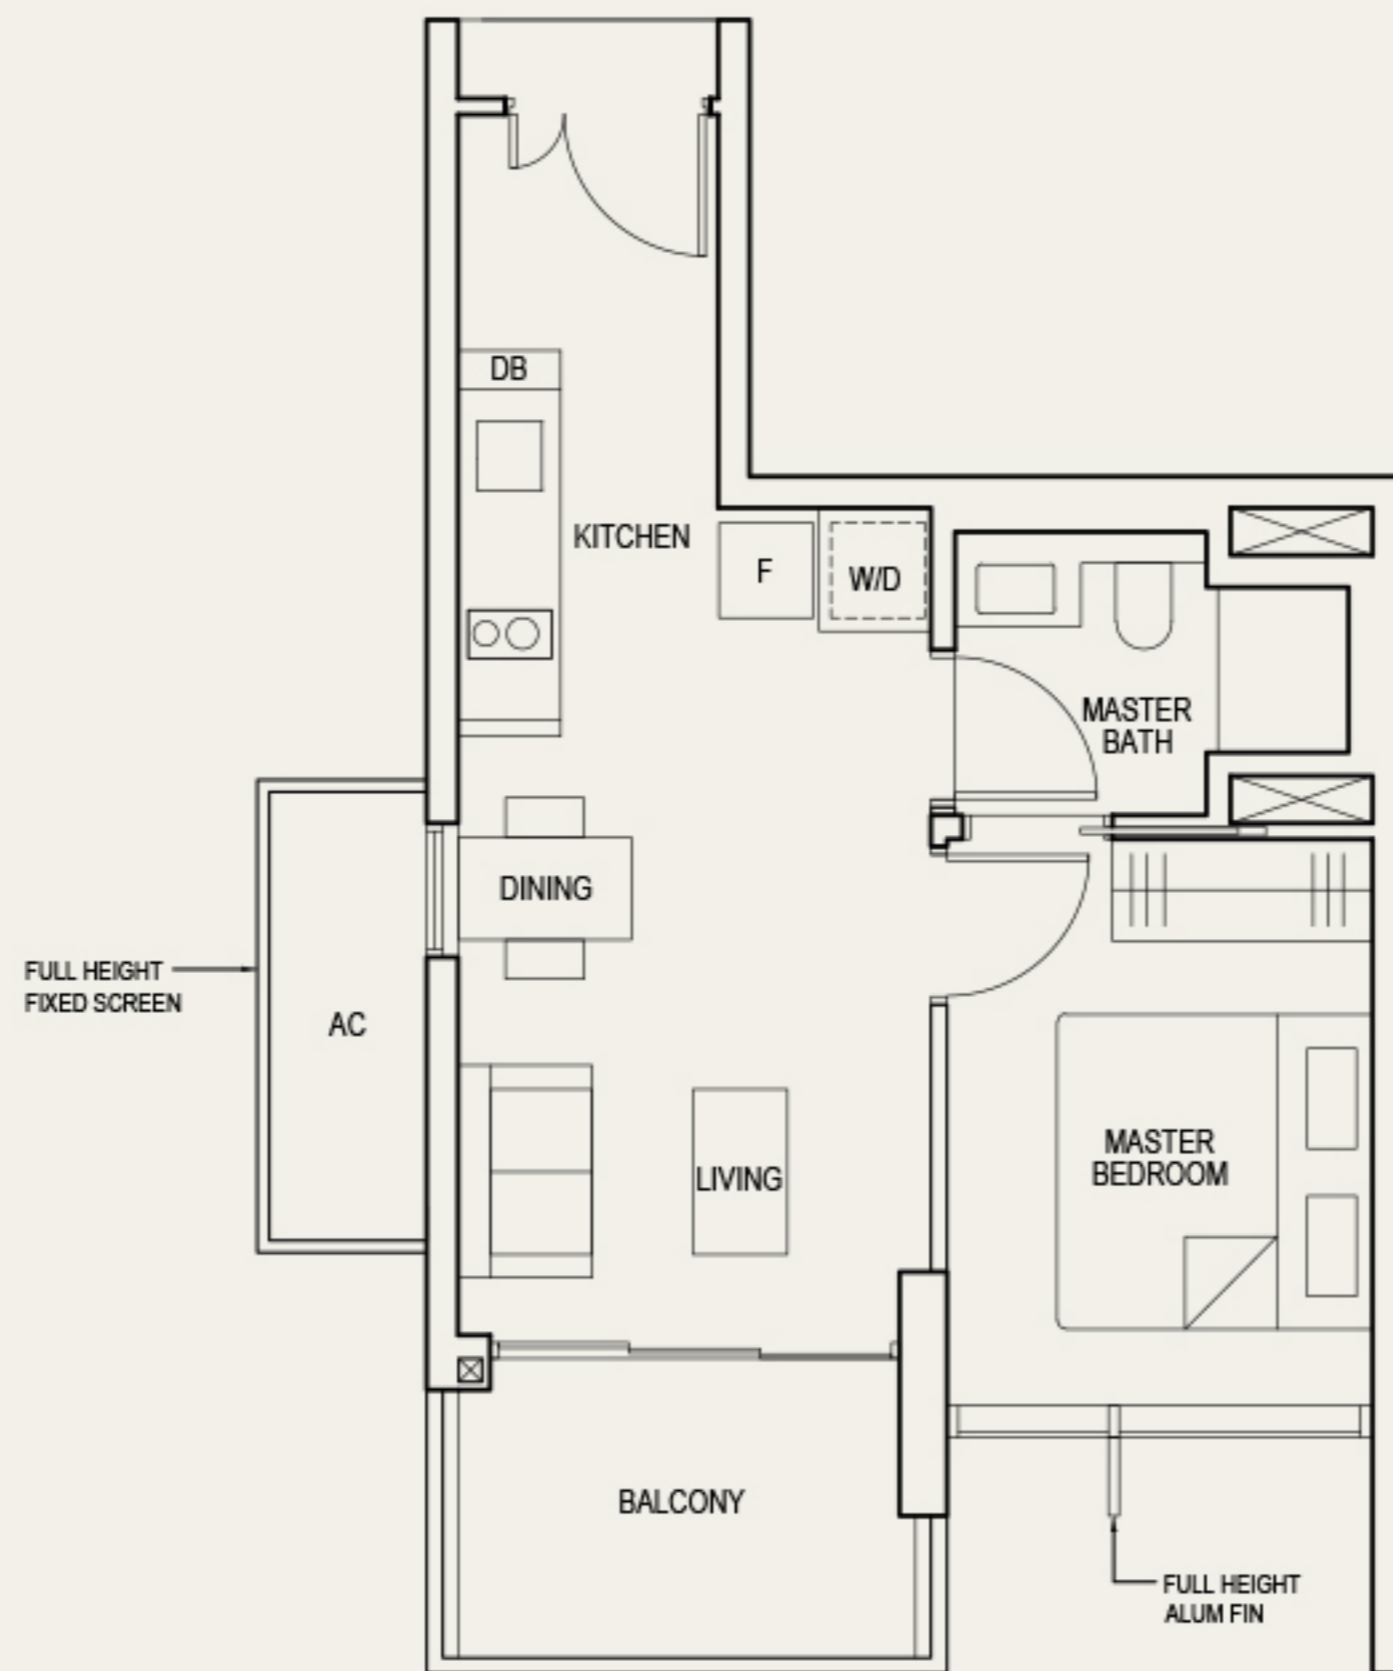 DB
KITCHEN
F
W/D
MASTER
BATH
DINING
FULL HEIGHT
FIXED SCREEN
AC
MASTER
BEDROOM
LIVING
BALCONY
FULL HEIGHT
ALUM FIN